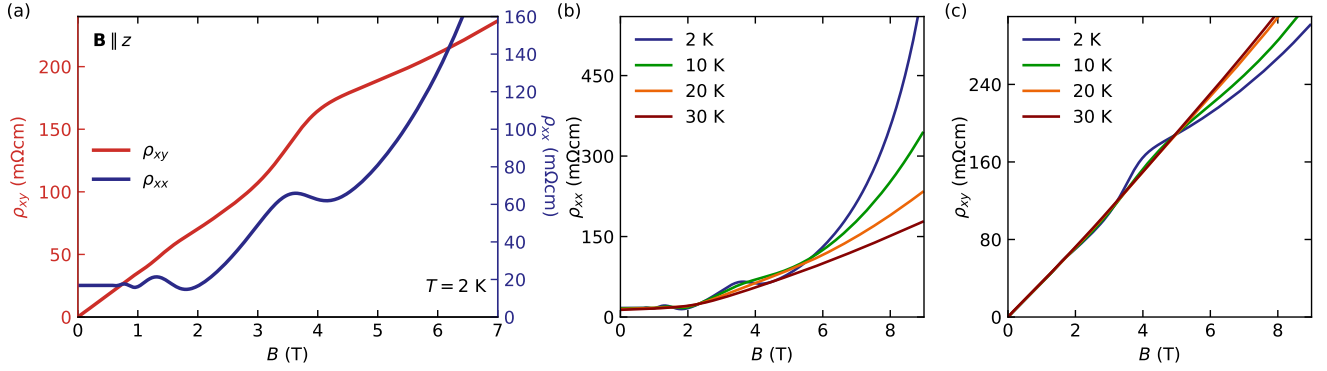 (a)
B ∥ z
ρxy
ρxx
T = 2 K
ρxy (mΩcm)
0
50
100
150
200
0
20
40
60
80
100
120
140
160
ρxx (mΩcm)
0 1 2 3 4 5 6 7
B (T)
(b)
2 K
10 K
20 K
30 K
ρxx (mΩcm)
0
150
300
450
0 2 4 6 8
B (T)
(c)
2 K
10 K
20 K
30 K
ρxy (mΩcm)
0
80
160
240
0 2 4 6 8
B (T)